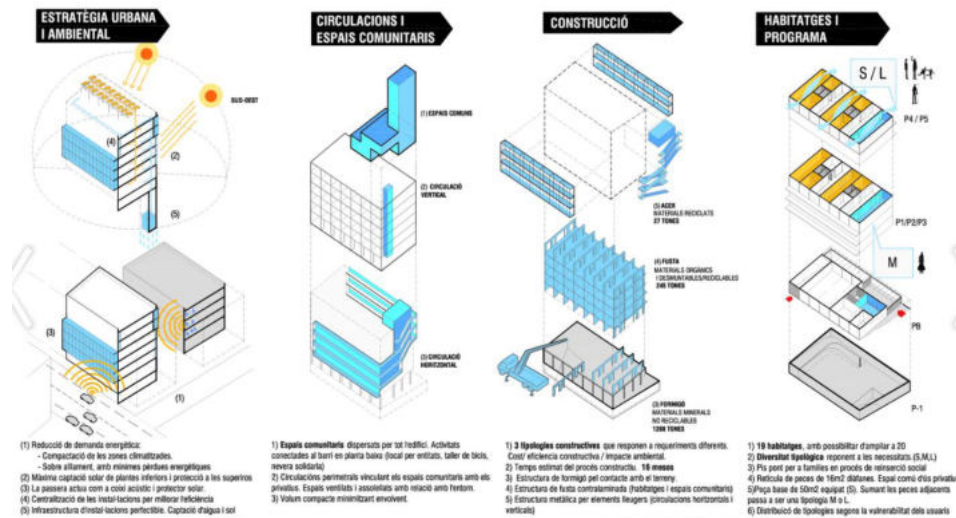 ESTRATÈGIA URBANA
I AMBIENTAL
SUD-OEST
(4)
(2)
(5)
(3)
(1)
(1) Reducció de demanda energètica:
- Compactació de les zones climatitzades.
- Sobre aïllament, amb mínimes pèrdues energètiques
(2) Màxima captació solar de plantes inferiors i protecció a les superiros
(3) La passera actua com a coixí acústic i protector solar
(4) Centralització de les instal·lacions per millorar l'eficiència
(5) Infraestructura d'instal·lacions perfectible. Captació d'aigua i sol
CIRCULACIONS I
ESPAIS COMUNITARIS
(1) ESPAIS COMUNS
(2) CIRCULACIÓ
VERTICAL
(3) CIRCULACIÓ
HORIZONTAL
1) Espais comunitaris dispersats per tot l'edifici. Activitats
conectades al barri en planta baixa (local per entitats, taller de bicis,
nevera solidaria)
2) Circulacions perimetrals vinculant els espais comunitaris amb els
privatius. Espais ventilats i assolellats amb relació amb l'entorn.
3) Volum compacte minimitzant envolvent.
CONSTRUCCIÓ
(5) ACER
MATERIALS RECICLATS
27 TONES
(4) FUSTA
MATERIALS ORGÀNICS
I DESMUNTABLES/RECICLABLES
245 TONES
(3) FORMIGÓ
MATERIALS MINERALS
NO RECICLABLES
1288 TONES
1) 3 tipologies constructives que responen a requeriments diferents.
Cost/ eficiencia constructiva / impacte ambiental.
2) Temps estimat del procés constructiu. 16 mesos
3) Estructura de formigó pel contacte amb el terreny.
4) Estructura de fusta contralaminada (habitatges i espais comunitaris)
5) Estructura metàlica per elements lleugers (circulacions horitzontals i
verticals)
HABITATGES I
PROGRAMA
S / L
P4 / P5
P1/P2/P3
M
PB
P-1
1) 19 habitatges, amb possibilitat d'ampliar a 20
2) Diversitat tipològica reponent a les necessitats (S,M,L)
3) Pis pont per a families en procés de reinserció social
4) Retícula de peces de 16m2 diàfanes. Espai comú d'ús privatiu
5)Peça base de 50m2 equipat (S). Sumant les peces adjacents
passa a ser una tipologia M o L.
6) Distribució de tipologies segons la vulnerabilitat dels usuaris